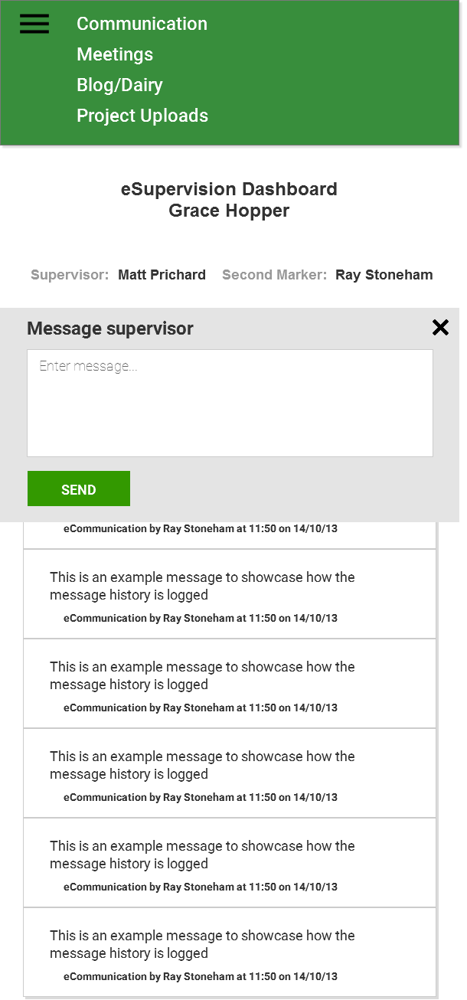 Communication
Meetings
Blog/Dairy
Project Uploads
eSupervision Dashboard
Grace Hopper
Supervisor: Matt Prichard Second Marker: Ray Stoneham
Message supervisor
Enter message...
SEND
eCommunication by Ray Stoneham at 11:50 on 14/10/13
This is an example message to showcase how the
message history is logged
eCommunication by Ray Stoneham at 11:50 on 14/10/13
This is an example message to showcase how the
message history is logged
eCommunication by Ray Stoneham at 11:50 on 14/10/13
This is an example message to showcase how the
message history is logged
eCommunication by Ray Stoneham at 11:50 on 14/10/13
This is an example message to showcase how the
message history is logged
eCommunication by Ray Stoneham at 11:50 on 14/10/13
This is an example message to showcase how the
message history is logged
eCommunication by Ray Stoneham at 11:50 on 14/10/13